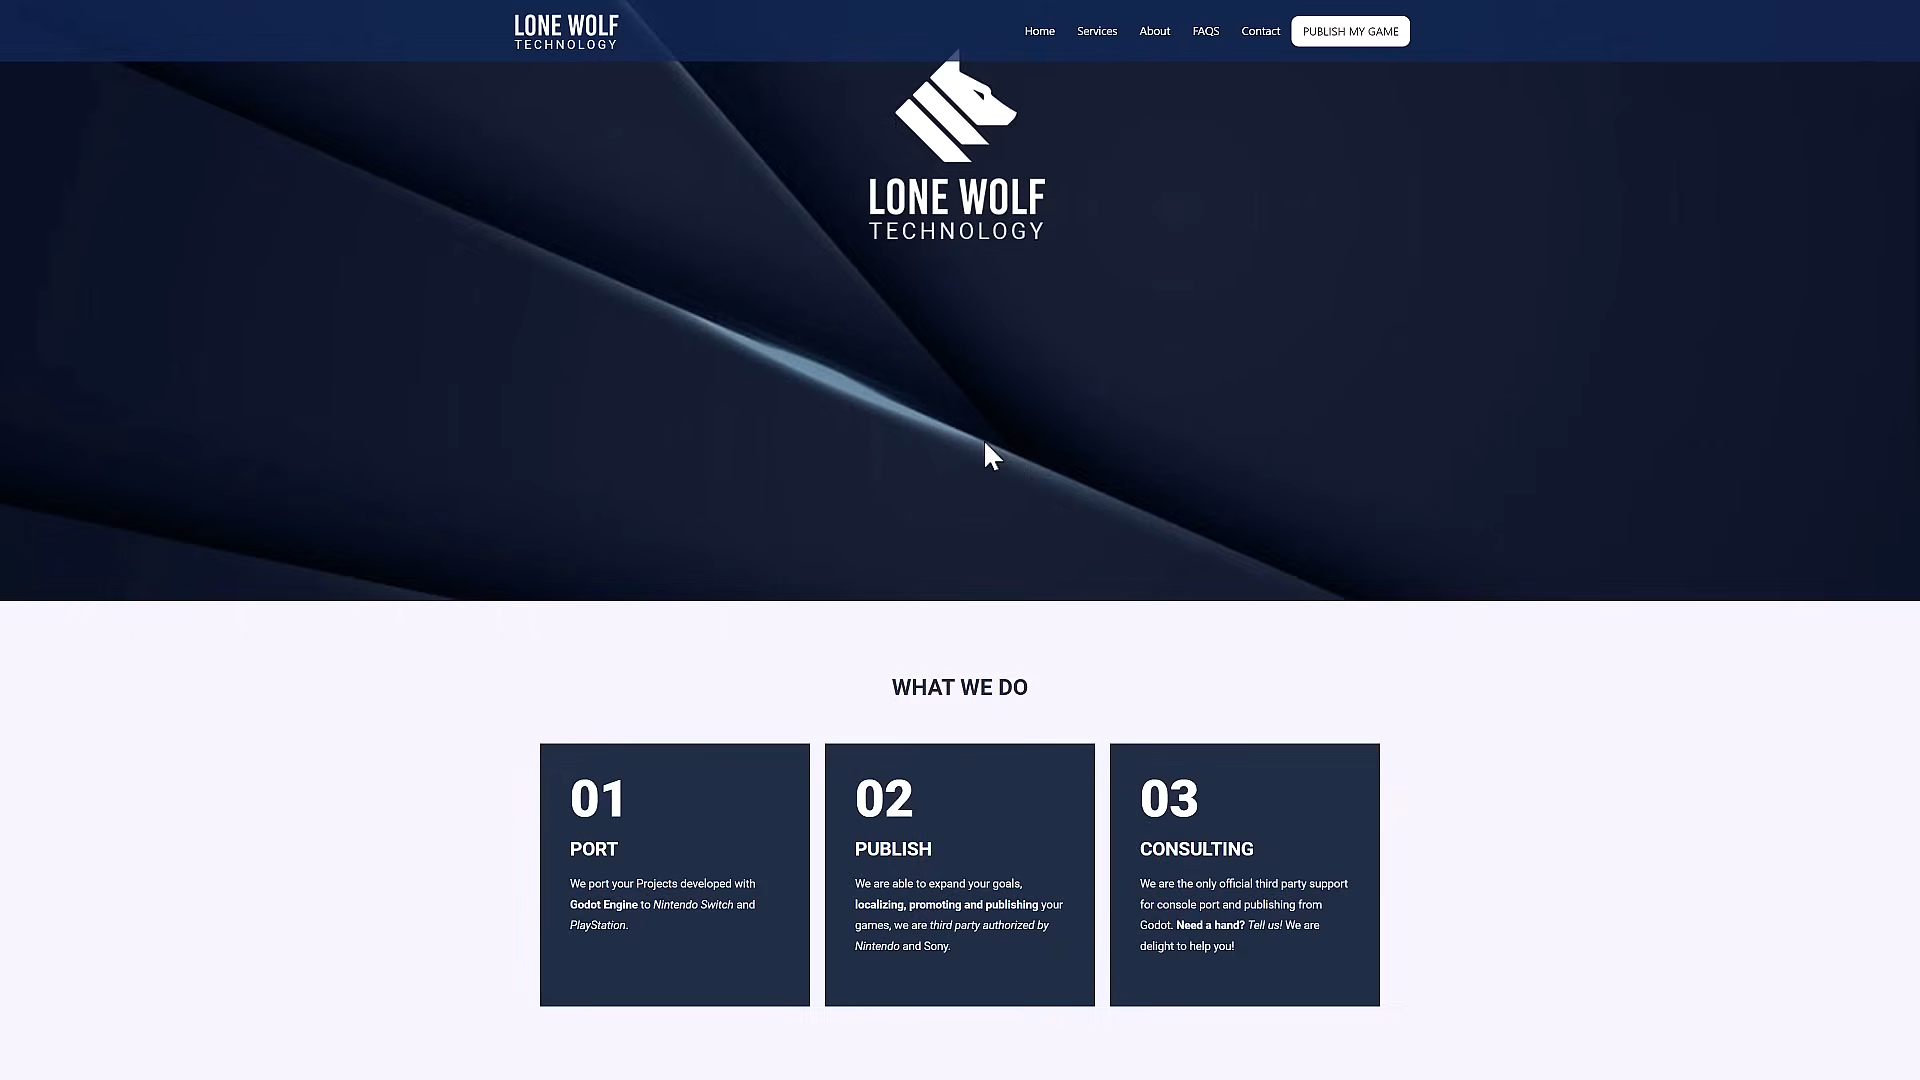 LONE WOLF
TECHNOLOGY
Home Services About FAQS Contact PUBLISH MY GAME
LONE WOLF
TECHNOLOGY
WHAT WE DO
01
PORT
We port your Projects developed with
Godot Engine to Nintendo Switch and
PlayStation.
02
PUBLISH
We are able to expand your goals,
localizing, promoting and publishing your
games, we are third party authorized by
Nintendo and Sony.
03
CONSULTING
We are the only official third party support
for console port and publishing from
Godot. Need a hand? Tell us! We are
delight to help you!